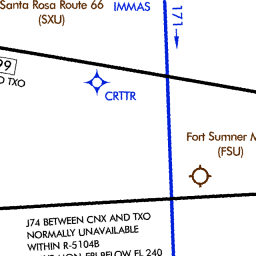 Santa Rosa Route 66
(SXU)
IMMAS
171
99
TXO
CRTTR
Fort Sumner M
(FSU)
J74 BETWEEN CNX AND TXO
NORMALLY UNAVAILABLE
WITHIN R-5104B
BELOW FL 240